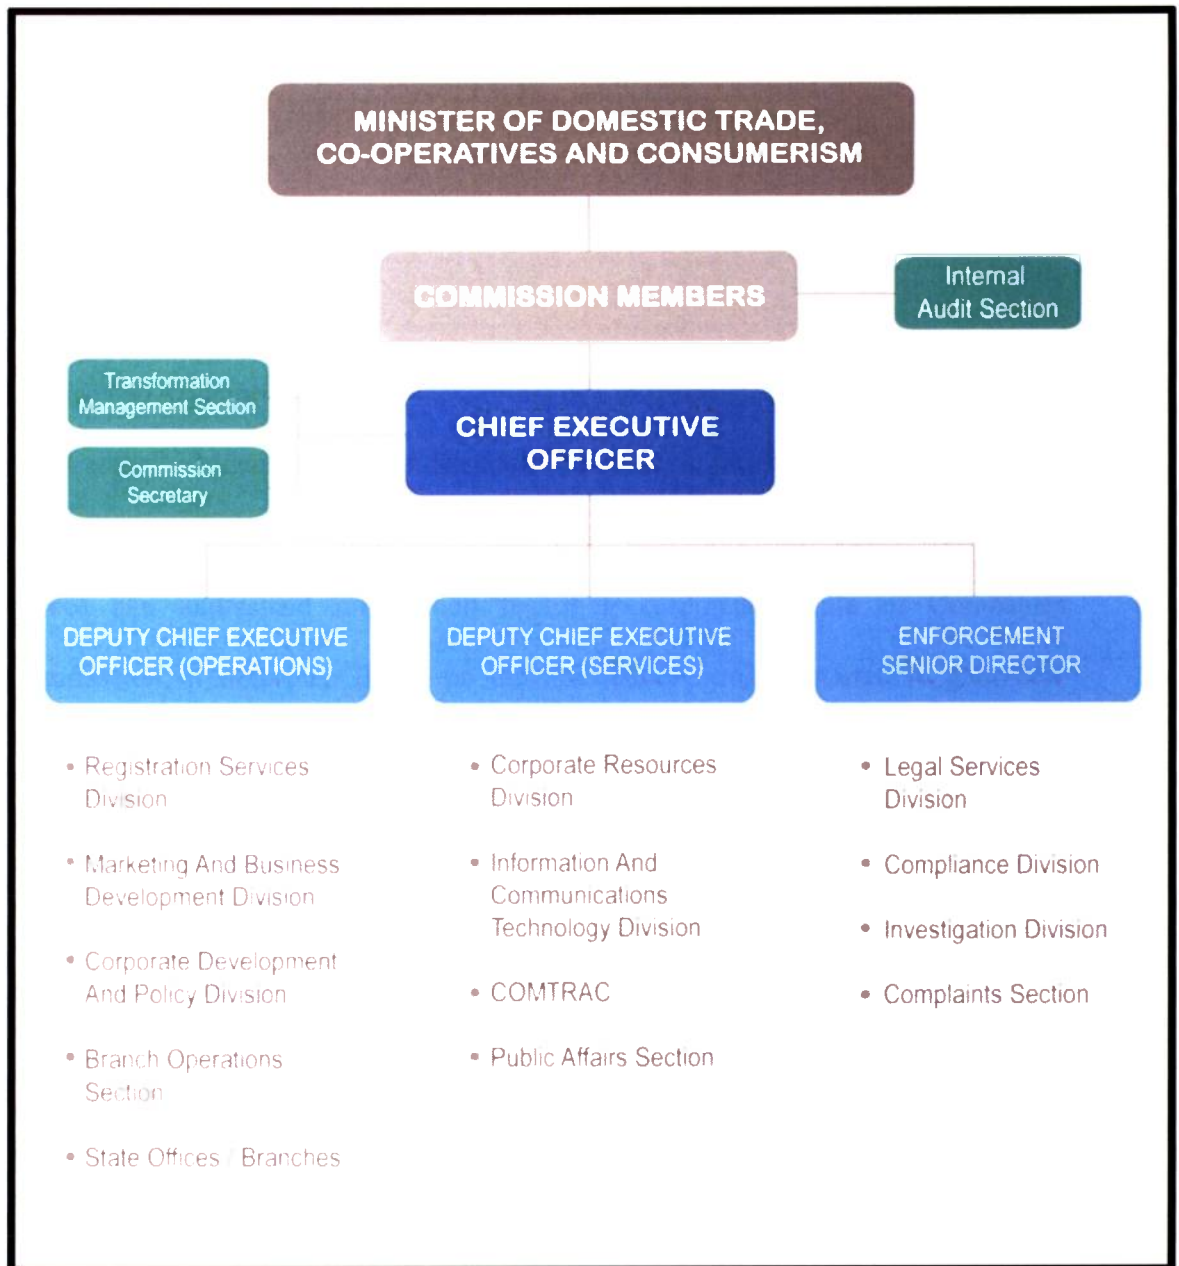 MINISTER OF DOMESTIC TRADE,
CO-OPERATIVES AND CONSUMERISM
COMMISSION MEMBERS
Internal
Audit Section
Transformation
Management Section
Commission
Secretary
CHIEF EXECUTIVE
OFFICER
DEPUTY CHIEF EXECUTIVE
OFFICER (OPERATIONS)
• Registration Services
Division
• Marketing And Business
Development Division
• Corporate Development
And Policy Division
• Branch Operations
Section
• State Offices / Branches
DEPUTY CHIEF EXECUTIVE
OFFICER (SERVICES)
• Corporate Resources
Division
• Information And
Communications
Technology Division
• COMTRAC
• Public Affairs Section
ENFORCEMENT
SENIOR DIRECTOR
• Legal Services
Division
• Compliance Division
• Investigation Division
• Complaints Section